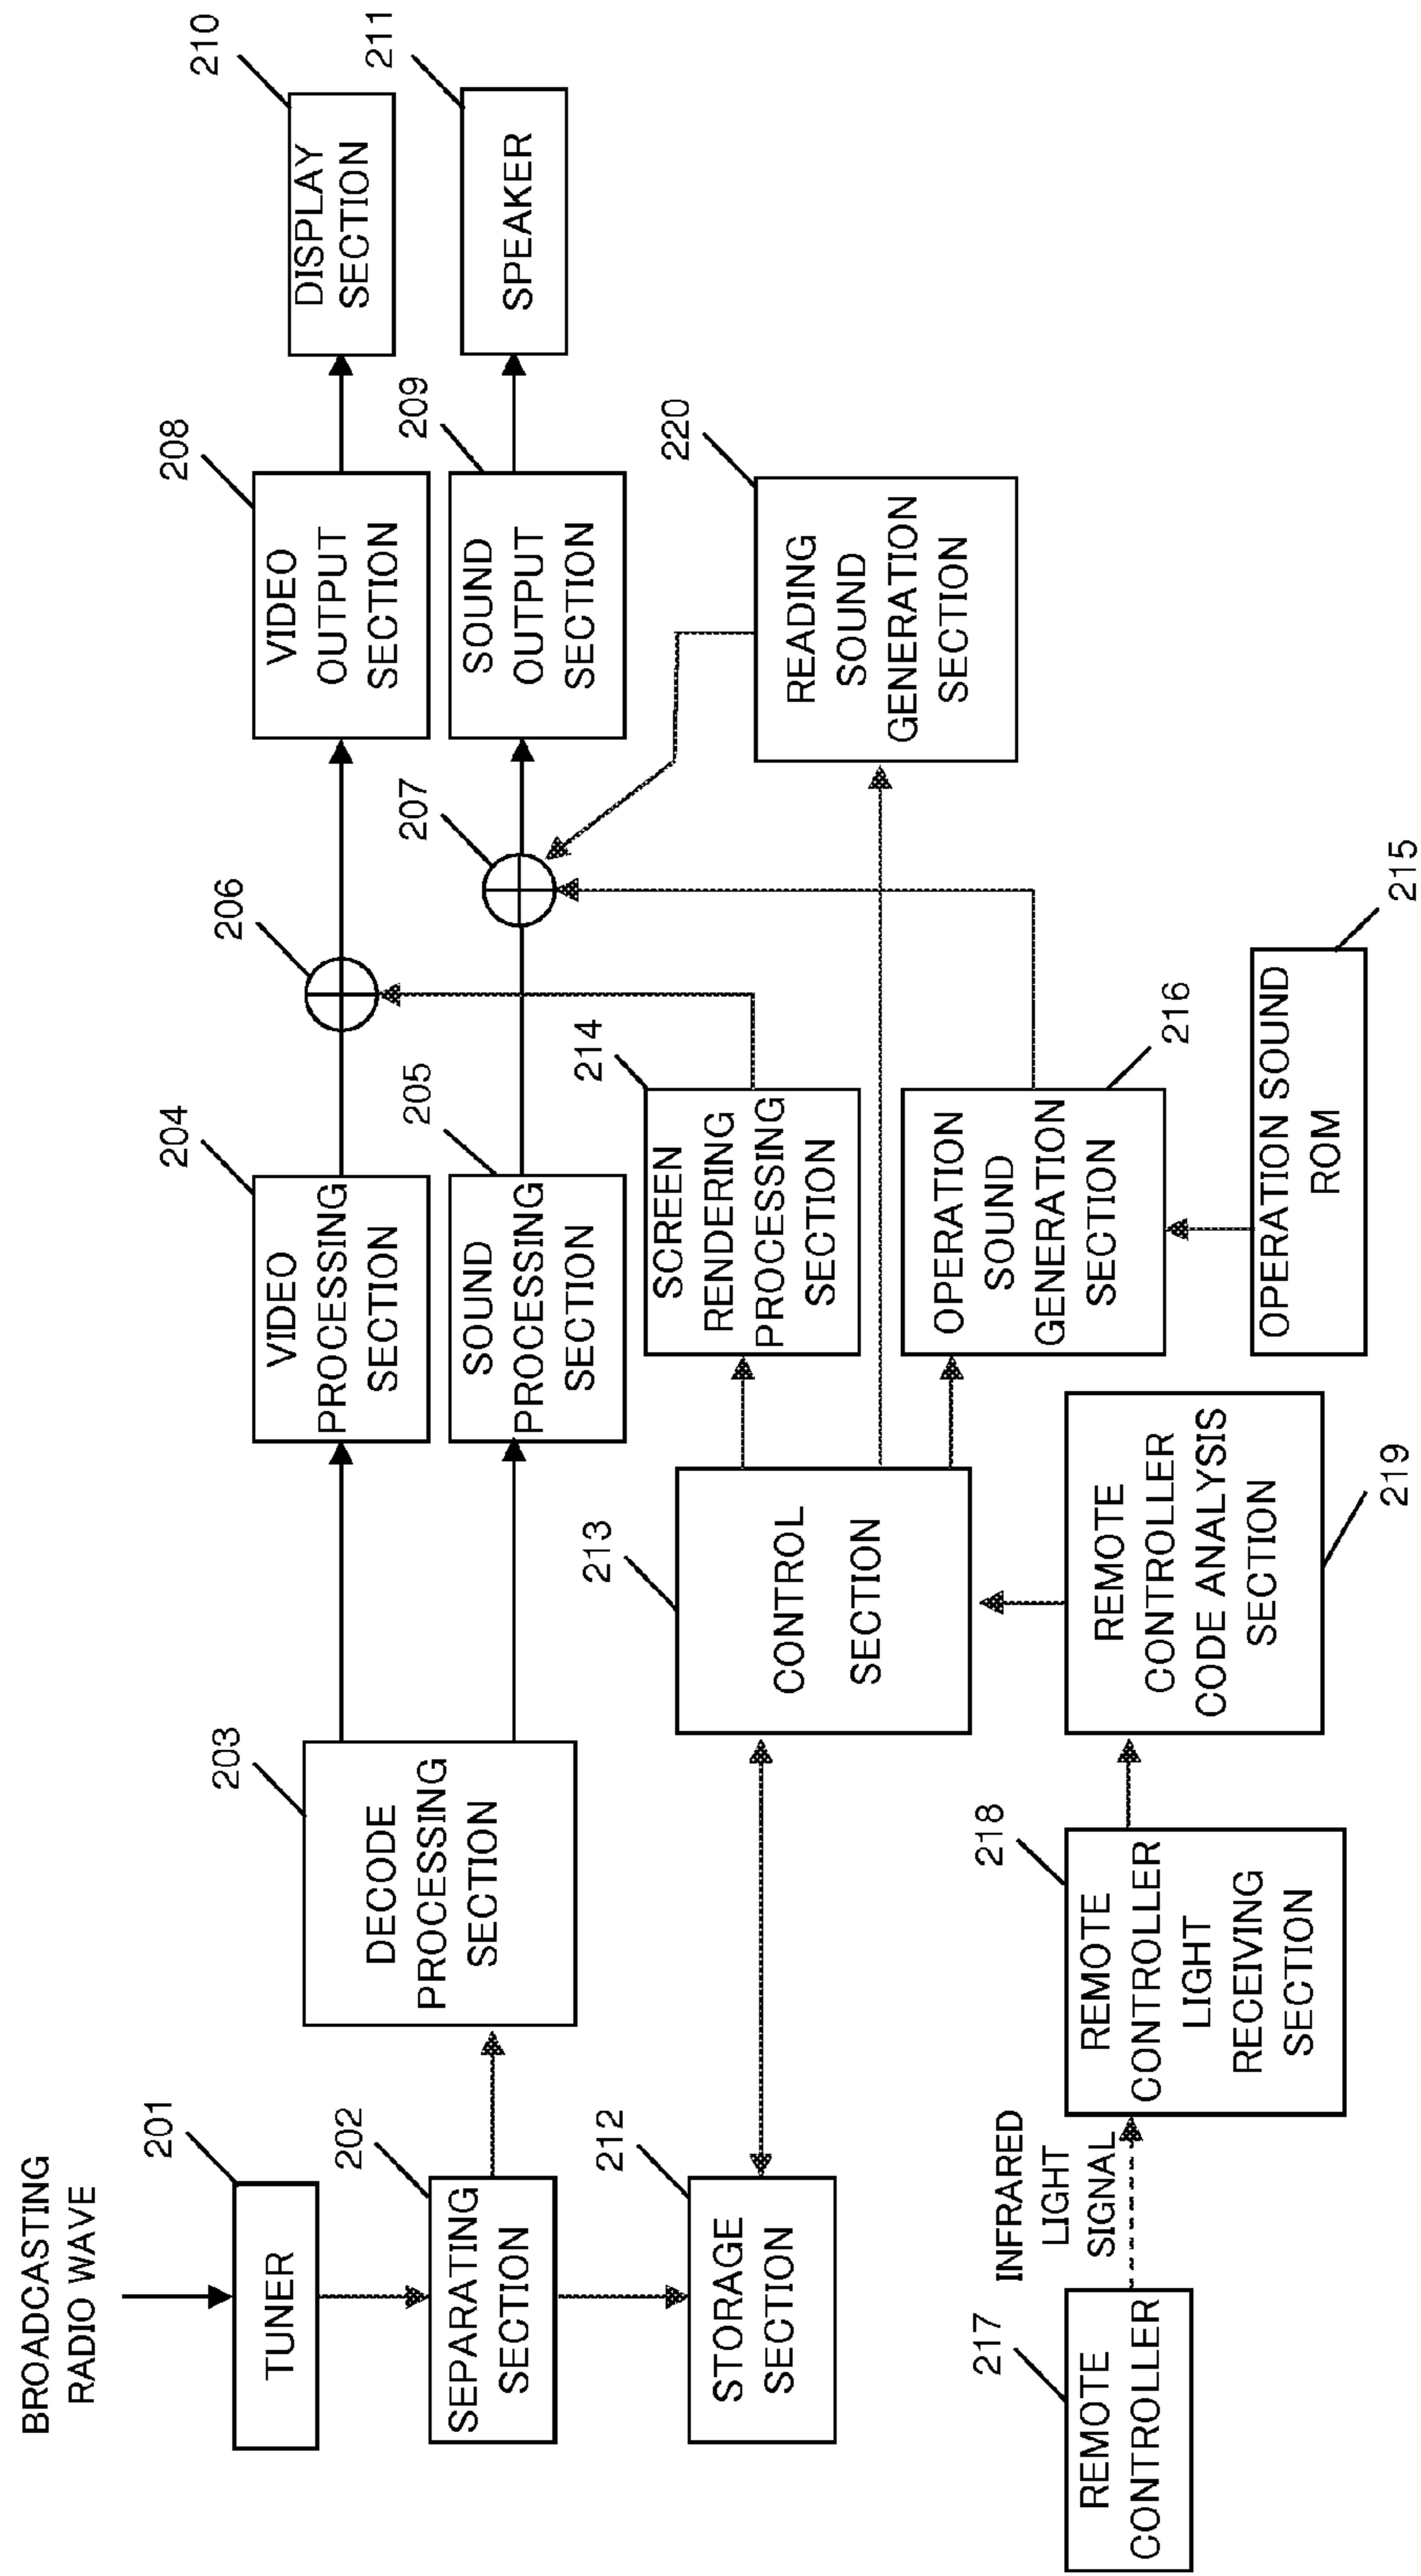 BROADCASTING
RADIO WAVE
201
TUNER
202
SEPARATING
SECTION
203
DECODE
PROCESSING
SECTION
204
VIDEO
PROCESSING
SECTION
205
SOUND
PROCESSING
SECTION
206
207
208
VIDEO
OUTPUT
SECTION
209
SOUND
OUTPUT
SECTION
210
DISPLAY
SECTION
211
SPEAKER
212
STORAGE
SECTION
213
CONTROL
SECTION
214
SCREEN
RENDERING
PROCESSING
SECTION
220
READING
SOUND
GENERATION
SECTION
216
OPERATION
SOUND
GENERATION
SECTION
215
OPERATION SOUND
ROM
217
REMOTE
CONTROLLER
INFRARED
LIGHT
SIGNAL
218
REMOTE
CONTROLLER
LIGHT
RECEIVING
SECTION
REMOTE
CONTROLLER
CODE ANALYSIS
SECTION
219